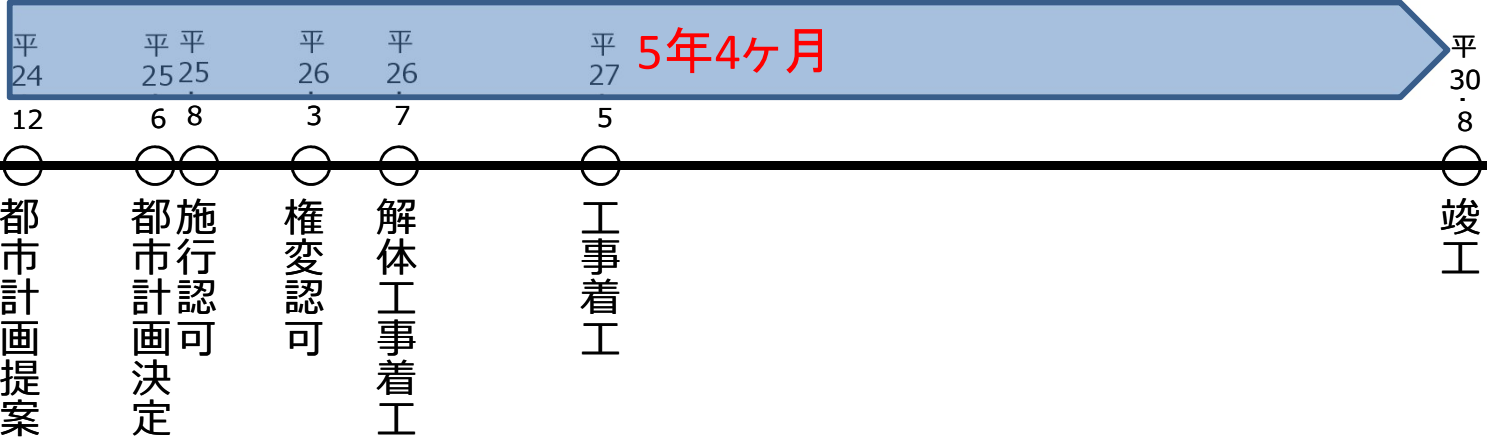 5年4ヶ月
平24.12
平25.6
平25.8
平26.3
平26.7
平27.5
平30.8
都市計画提案
都市計画決定
施行認可
権変認可
解体工事着工
工事着工
竣工